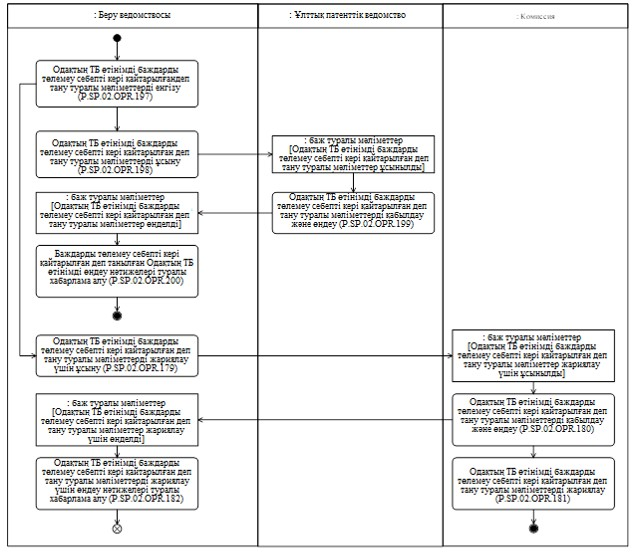 : Беру ведомствосы
: Ұлттық патенттік ведомство
: Комиссия
Одақтың ТБ өтінімді баждарды
төлемеу себепті кері қайтарылғандеп
тану туралы мәліметтерді енгізу
(P.SP.02.OPR.197)
Одақтың ТБ өтінімді баждарды
төлемеу себепті кері қайтарылған деп
тану туралы мәліметтерді ұсыну
(P.SP.02.OPR.198)
: баж туралы мәліметтер
[Одақтың ТБ өтінімді баждарды
төлемеу себепті кері қайтарылған деп
тану туралы мәліметтер ұсынылды]
: баж туралы мәліметтер
[Одақтың ТБ өтінімді баждарды
төлемеу себепті кері қайтарылған деп
тану туралы мәліметтер өңделді]
Одақтың ТБ өтінімді баждарды
төлемеу себепті кері қайтарылған деп
тану туралы мәліметтерді қабылдау
және өңдеу (P.SP.02.OPR.199)
Баждарды төлемеу себепті кері
қайтарылған деп танылған Одақтың ТБ
өтінімді өңдеу нәтижелері туралы
хабарлама алу (P.SP.02.OPR.200)
Одақтың ТБ өтінімді баждарды
төлемеу себепті кері қайтарылған деп
тану туралы мәліметтерді жариялау
үшін ұсыну (P.SP.02.OPR.179)
: баж туралы мәліметтер
[Одақтың ТБ өтінімді баждарды
төлемеу себепті кері қайтарылған деп
тану туралы мәліметтер жариялау
үшін ұсынылды]
: баж туралы мәліметтер
[Одақтың ТБ өтінімді баждарды
төлемеу себепті кері қайтарылған деп
тану туралы мәліметтер жариялау
үшін өңделді]
Одақтың ТБ өтінімді баждарды
төлемеу себепті кері қайтарылған деп
тану туралы мәліметтерді қабылдау
және өңдеу (P.SP.02.OPR.180)
Одақтың ТБ өтінімді баждарды
төлемеу себепті кері қайтарылған деп
тану туралы мәліметтерді жариялау
үшін өңдеу нәтижелері туралы
хабарлама алу (P.SP.02.OPR.182)
Одақтың ТБ өтінімді баждарды
төлемеу себепті кері қайтарылған деп
тану туралы мәліметтерді жариялау
(P.SP.02.OPR.181)